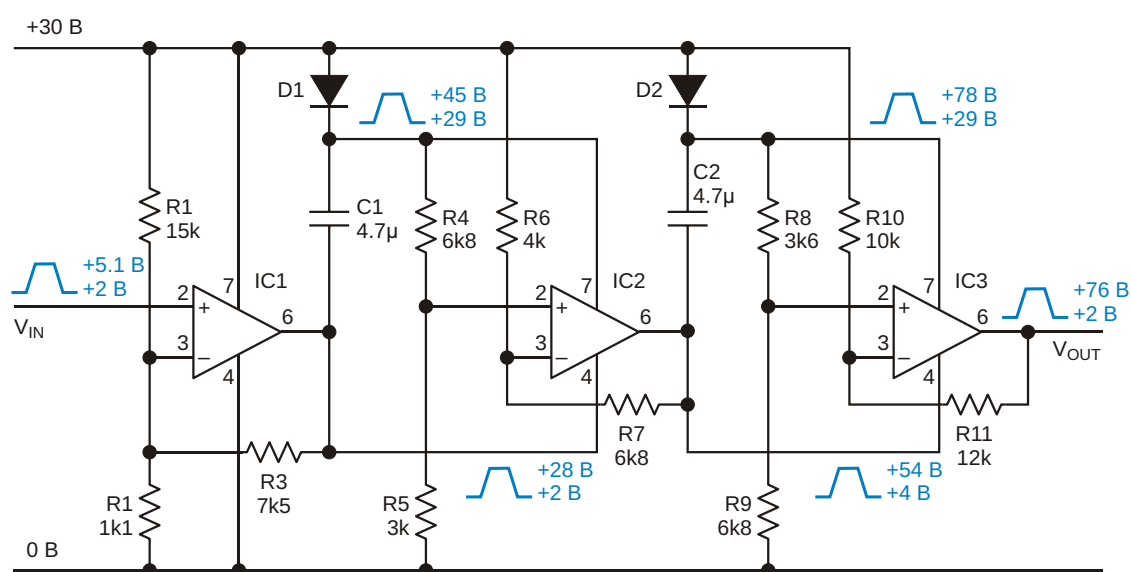 +30 В
D1
+45 В
+29 В
D2
+78 В
+29 В
R1
15k
C1
4.7µ
R4
6k8
R6
4k
C2
4.7µ
R8
3k6
R10
10k
+5.1 В
+2 В
VIN
2
3
+
–
7
4
IC1
6
2
3
+
–
7
4
IC2
6
2
3
+
–
7
4
IC3
6
+76 В
+2 В
VOUT
R3
7k5
R7
6k8
R11
12k
+28 В
+2 В
+54 В
+4 В
R1
1k1
R5
3k
R9
6k8
0 В